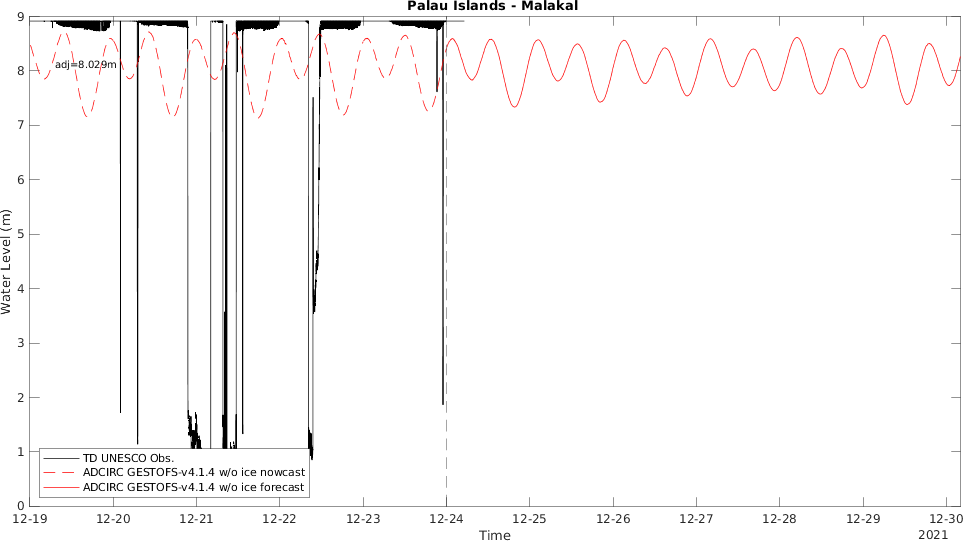 Palau Islands - Malakal
9
8
7
6
5
4
3
2
1
0
Water Level (m)
adj=8.029m
TD UNESCO Obs.
ADCIRC GESTOFS-v4.1.4 w/o ice nowcast
ADCIRC GESTOFS-v4.1.4 w/o ice forecast
12-19 12-20 12-21 12-22 12-23 12-24 12-25 12-26 12-27 12-28 12-29 12-30
Time
2021